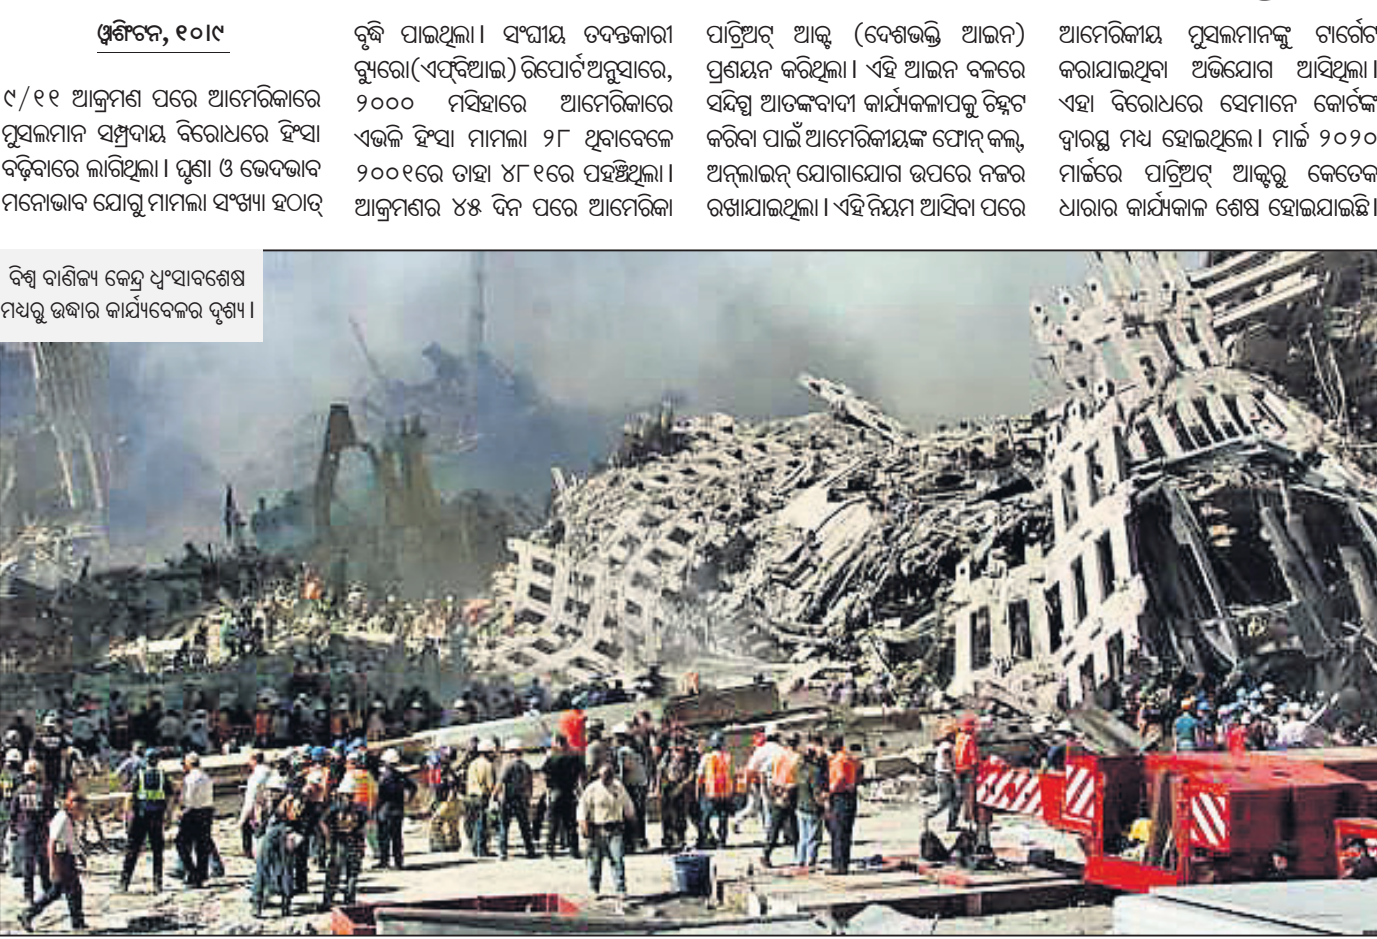 ୱାଶିଂଟନ, ୧୦।୯
୯/୧୧ ଆକ୍ରମଣ ପରେ ଆମେରିକାରେ
ମୁସଲମାନ ସମ୍ପ୍ରଦାୟ ବିରୋଧରେ ହିଂସା
ବଢ଼ିବାରେ ଲାଗିଥିଲା। ଘୃଣା ଓ ଭେଦଭାବ
ମନୋଭାବ ଯୋଗୁ ମାମଲା ସଂଖ୍ୟା ହଠାତ୍
ବୃଦ୍ଧି ପାଇଥିଲା। ସଂଘୀୟ ତଦନ୍ତକାରୀ
ବ୍ୟୁରୋ(ଏଫ୍‌ବିଆଇ) ରିପୋର୍ଟ ଅନୁସାରେ,
୨୦୦୦ ମସିହାରେ ଆମେରିକାରେ
ଏଭଳି ହିଂସା ମାମଲା ୨୮ ଥିବାବେଳେ
୨୦୦୧ରେ ତାହା ୪୮୧ରେ ପହଞ୍ଚିଥିଲା।
ଆକ୍ରମଣର ୪୫ ଦିନ ପରେ ଆମେରିକା
ପାଟ୍ରିଅଟ୍ ଆକ୍ଟ (ଦେଶଭକ୍ତି ଆଇନ)
ପ୍ରଣୟନ କରିଥିଲା। ଏହି ଆଇନ ବଳରେ
ସନ୍ଦିଗ୍ଧ ଆତଙ୍କବାଦୀ କାର୍ଯ୍ୟକଳାପକୁ ଚିହ୍ନଟ
କରିବା ପାଇଁ ଆମେରିକୀୟଙ୍କ ଫୋନ୍ କଲ୍,
ଅନ୍‌ଲାଇନ୍ ଯୋଗାଯୋଗ ଉପରେ ନଜର
ରଖାଯାଇଥିଲା। ଏହି ନିୟମ ଆସିବା ପରେ
ଆମେରିକୀୟ ମୁସଲମାନଙ୍କୁ ଟାର୍ଗେଟ
କରାଯାଇଥିବା ଅଭିଯୋଗ ଆସିଥିଲା।
ଏହା ବିରୋଧରେ ସେମାନେ କୋର୍ଟଙ୍କ
ଦ୍ୱାରସ୍ଥ ମଧ୍ୟ ହୋଇଥିଲେ। ମାର୍ଚ୍ଚ ୨୦୨୦
ମାର୍ଚ୍ଚରେ ପାଟ୍ରିଅଟ୍ ଆକ୍ଟରୁ କେତେକ
ଧାରାର କାର୍ଯ୍ୟକାଳ ଶେଷ ହୋଇଯାଇଛି।
ବିଶ୍ୱ ବାଣିଜ୍ୟ କେନ୍ଦ୍ର ଧ୍ୱଂସାବଶେଷ
ମଧ୍ୟରୁ ଉଦ୍ଧାର କାର୍ଯ୍ୟବେଳର ଦୃଶ୍ୟ।